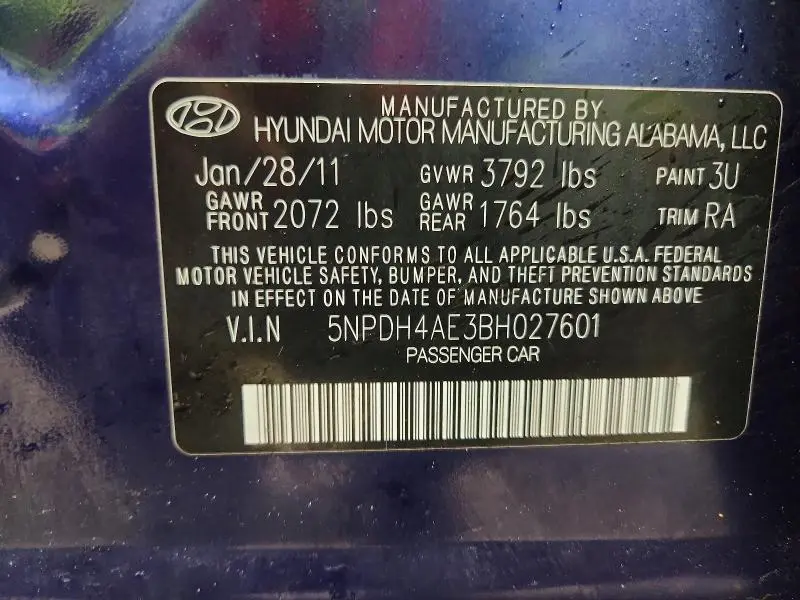 MANUFACTURED BY
HYUNDAI MOTOR MANUFACTURING ALABAMA, LLC
Jan/28/11 GVWR 3792 lbs PAINT 3U
GAWR FRONT 2072 lbs GAWR REAR 1764 lbs TRIM RA
THIS VEHICLE CONFORMS TO ALL APPLICABLE U.S.A. FEDERAL
MOTOR VEHICLE SAFETY, BUMPER, AND THEFT PREVENTION STANDARDS
IN EFFECT ON THE DATE OF MANUFACTURE SHOWN ABOVE
V.I.N 5NPDH4AE3BH027601
PASSENGER CAR